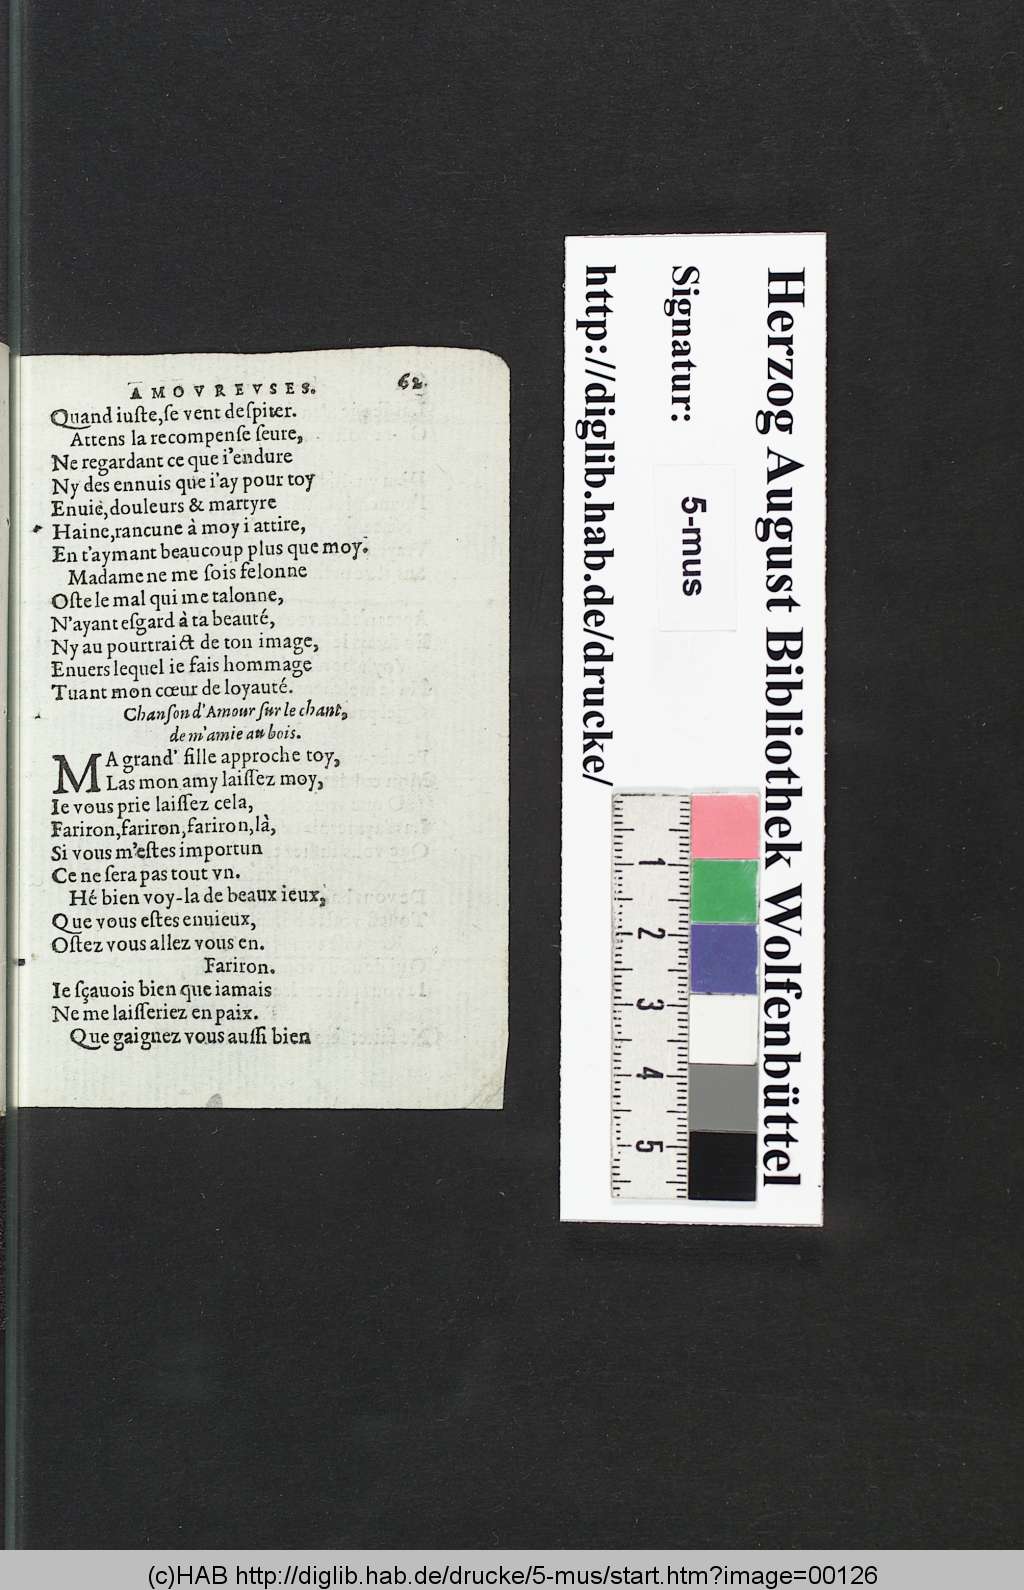 AMOVREVSES. 62.
Quand iuſte,ſe vent deſpiter.
Attens la recompenſe ſeure,
Ne regardant ce que i'endure
Ny des ennuis que i'ay pour toy
Enuie,douleurs & martyre
Haine,rancune à moy i attire,
En t'aymant beaucoup plus que moy.
Madame ne me ſois felonne
Oſte le mal qui me talonne,
N'ayant eſgard à ta beauté,
Ny au pourtraict de ton image,
Enuers lequel ie fais hommage
Tuant mon cœur de loyauté.
Chanſon d'Amour ſur le chant,
de m'amie au bois.
MA grand' fille approche toy,
Las mon amy laiſſez moy,
Ie vous prie laiſſez cela,
Fariron,fariron,fariron,là,
Si vous m'eſtes importun
Ce ne ſera pas tout vn.
Hé bien voy-la de beaux ieux,
Que vous eſtes enuieux,
Oſtez vous allez vous en.
Fariron.
Ie ſçauois bien que iamais
Ne me laiſſeriez en paix.
Que gaignez vous auſſi bien
Herzog August Bibliothek Wolfenbüttel
Signatur:
5-mus
http://diglib.hab.de/drucke/
1
2
3
4
5
(c)HAB http://diglib.hab.de/drucke/5-mus/start.htm?image=00126